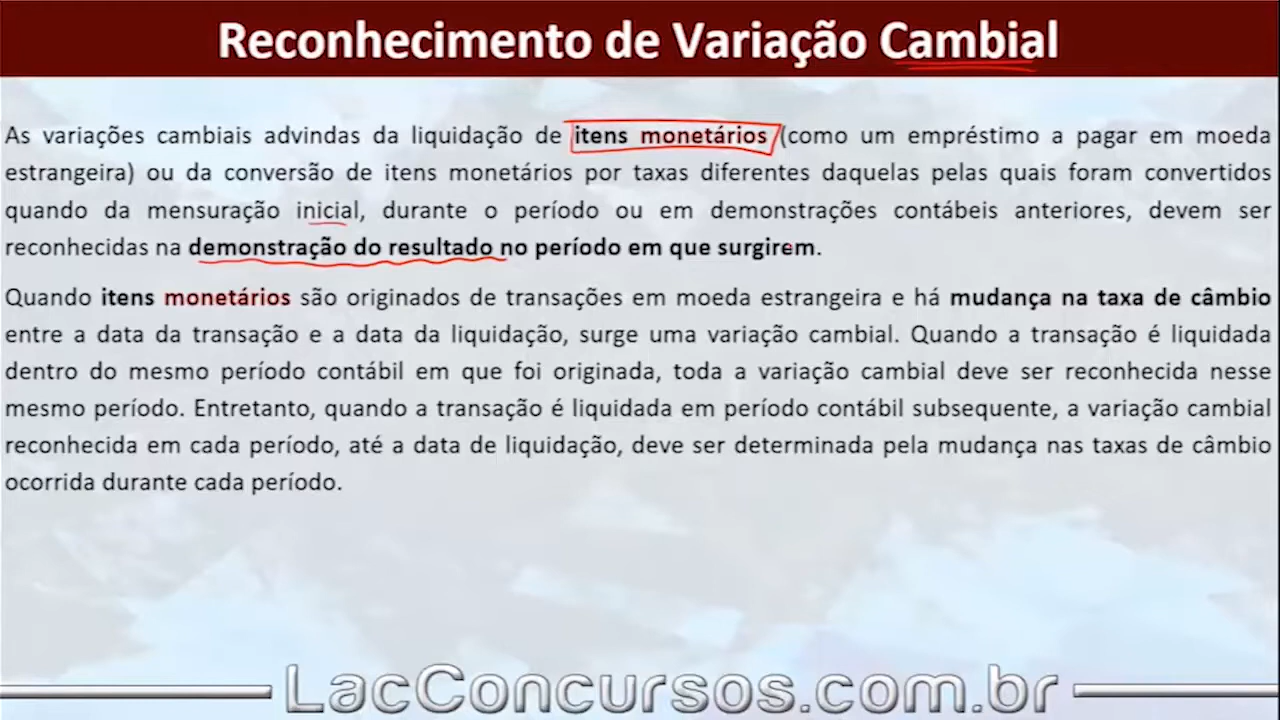 Reconhecimento de Variação Cambial
As variações cambiais advindas da liquidação de itens monetários (como um empréstimo a pagar em moeda
estrangeira) ou da conversão de itens monetários por taxas diferentes daquelas pelas quais foram convertidos
quando da mensuração inicial, durante o período ou em demonstrações contábeis anteriores, devem ser
reconhecidas na demonstração do resultado no período em que surgirem.
Quando itens monetários são originados de transações em moeda estrangeira e há mudança na taxa de câmbio
entre a data da transação e a data da liquidação, surge uma variação cambial. Quando a transação é liquidada
dentro do mesmo período contábil em que foi originada, toda a variação cambial deve ser reconhecida nesse
mesmo período. Entretanto, quando a transação é liquidada em período contábil subsequente, a variação cambial
reconhecida em cada período, até a data de liquidação, deve ser determinada pela mudança nas taxas de câmbio
ocorrida durante cada período.
LacConcursos.com.br